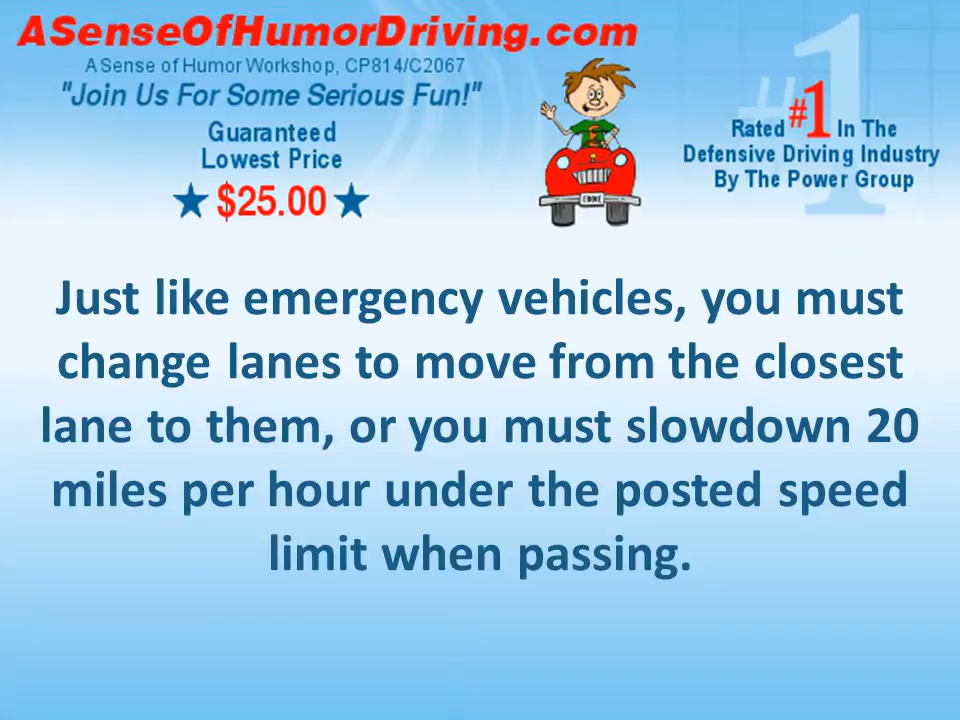 ASenseOfHumorDriving.com
A Sense of Humor Workshop, CP814/C2067
"Join Us For Some Serious Fun!"
Guaranteed
Lowest Price
$25.00
EDDIE
#1
Rated #1 In The
Defensive Driving Industry
By The Power Group
Just like emergency vehicles, you must
change lanes to move from the closest
lane to them, or you must slowdown 20
miles per hour under the posted speed
limit when passing.